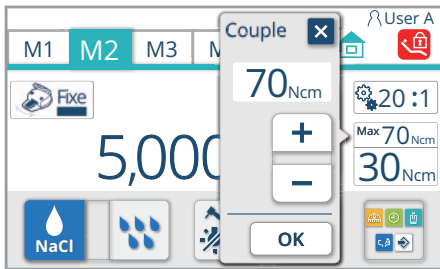 User A
M1 M2 M3 M
Couple
Fixe
70Ncm
20 :1
5,000
Max 70Ncm
30Ncm
+
−
NaCl
OK